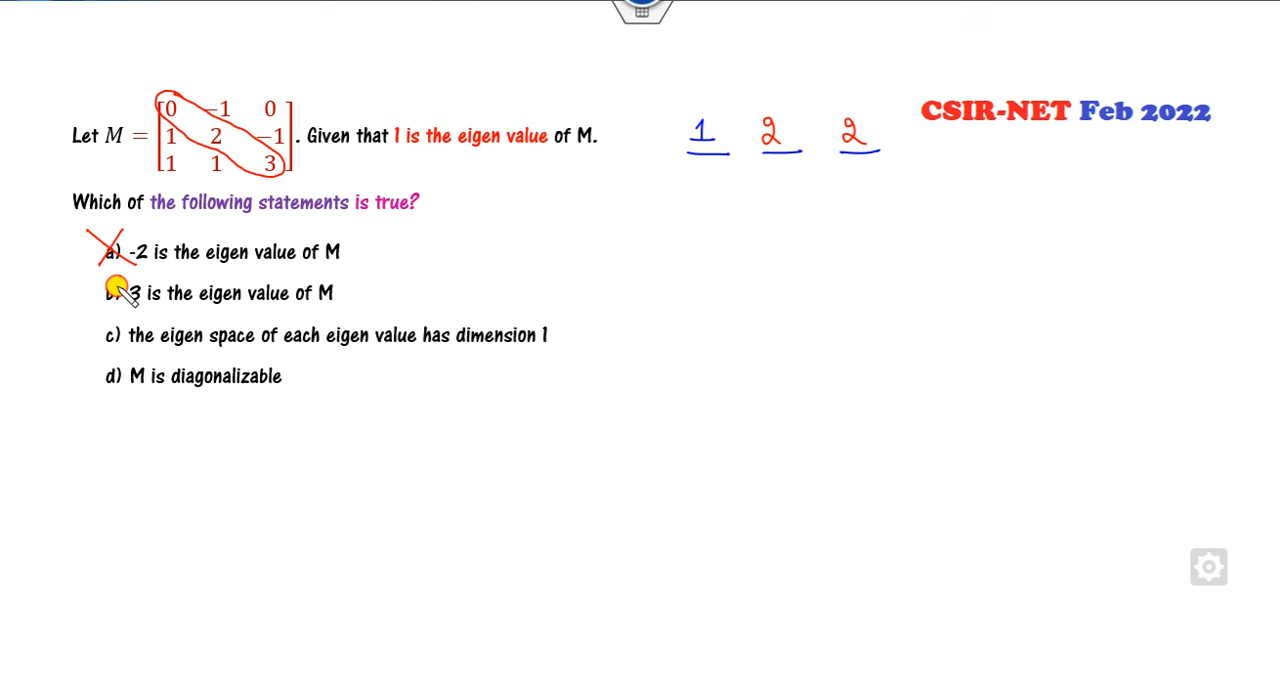 CSIR-NET Feb 2022
0 -1 0
Let M = 1 2 -1 . Given that 1 is the eigen value of M.
1 1 3
1 2 2
Which of the following statements is true?
a) -2 is the eigen value of M
3 is the eigen value of M
c) the eigen space of each eigen value has dimension 1
d) M is diagonalizable